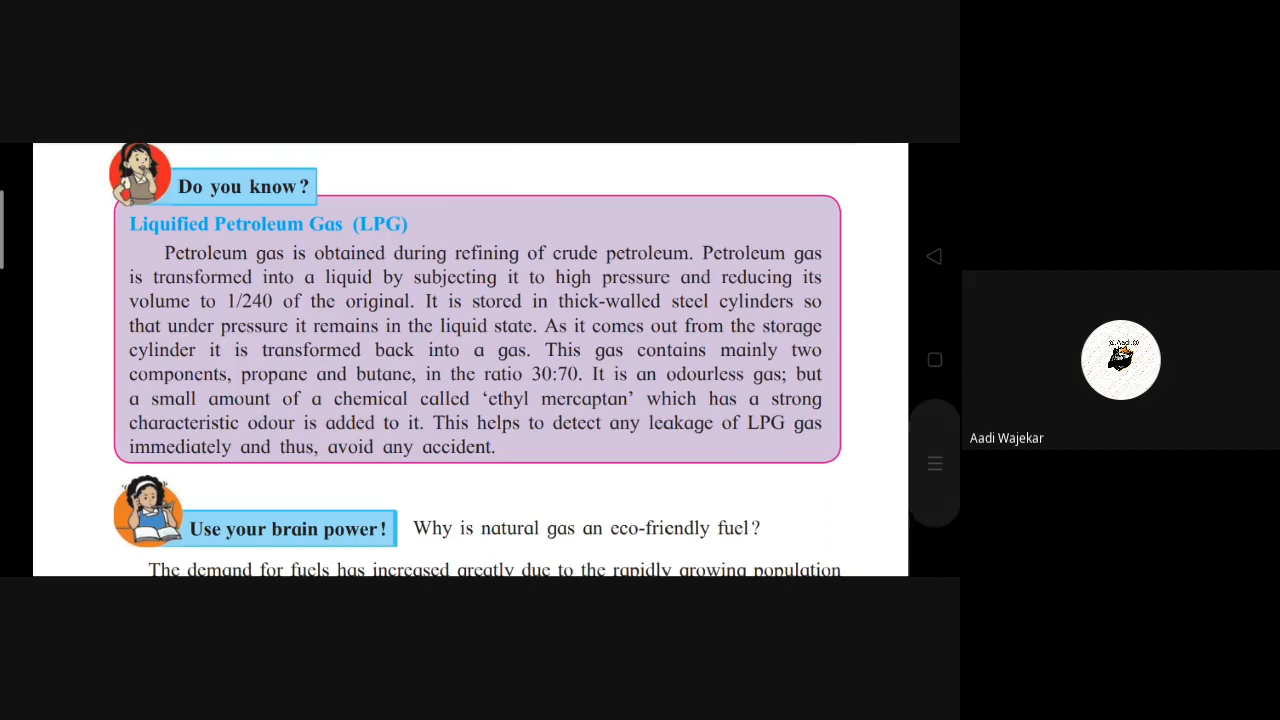 Do you know?
Liquified Petroleum Gas (LPG)
Petroleum gas is obtained during refining of crude petroleum. Petroleum gas
is transformed into a liquid by subjecting it to high pressure and reducing its
volume to 1/240 of the original. It is stored in thick-walled steel cylinders so
that under pressure it remains in the liquid state. As it comes out from the storage
cylinder it is transformed back into a gas. This gas contains mainly two
components, propane and butane, in the ratio 30:70. It is an odourless gas; but
a small amount of a chemical called ‘ethyl mercaptan’ which has a strong
characteristic odour is added to it. This helps to detect any leakage of LPG gas
immediately and thus, avoid any accident.
Use your brain power! Why is natural gas an eco-friendly fuel?
The demand for fuels has increased greatly due to the rapidly growing population
Aadi Wajekar